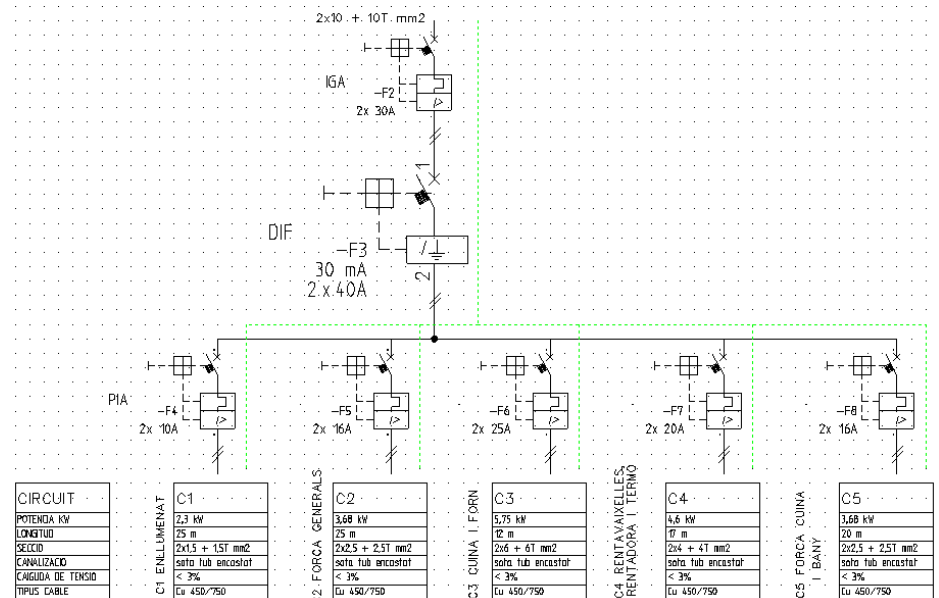 2x10 + 10T mm2
IGA
-F2
2x 30A
1
DIF
-F3
30 mA
2 x 40A
2
PIA
-F4
2x 10A
-F5
2x 16A
-F6
2x 25A
-F7
2x 20A
-F8
2x 16A
CIRCUIT
POTENCIA KW
LONGITUD
SECCIO
CANALIZACIO
CAIGUDA DE TENSIO
TIPUS CABLE
C1 ENLLUMENAT
C1
2,3 kW
25 m
2x1,5 + 1,5T mm2
sota tub encastat
< 3%
Cu 450/750
2 FORCA GENERALS
C2
3,68 kW
25 m
2x2,5 + 2,5T mm2
sota tub encastat
< 3%
Cu 450/750
C3 CUINA I FORN
C3
5,75 kW
12 m
2x6 + 6T mm2
sota tub encastat
< 3%
Cu 450/750
C4 RENTAVAIXELLES,
RENTADORA I TERMO
C4
4,6 kW
17 m
2x4 + 4T mm2
sota tub encastat
< 3%
Cu 450/750
C5 FORCA CUINA
I BANY
C5
3,68 kW
20 m
2x2,5 + 2,5T mm2
sota tub encastat
< 3%
Cu 450/750